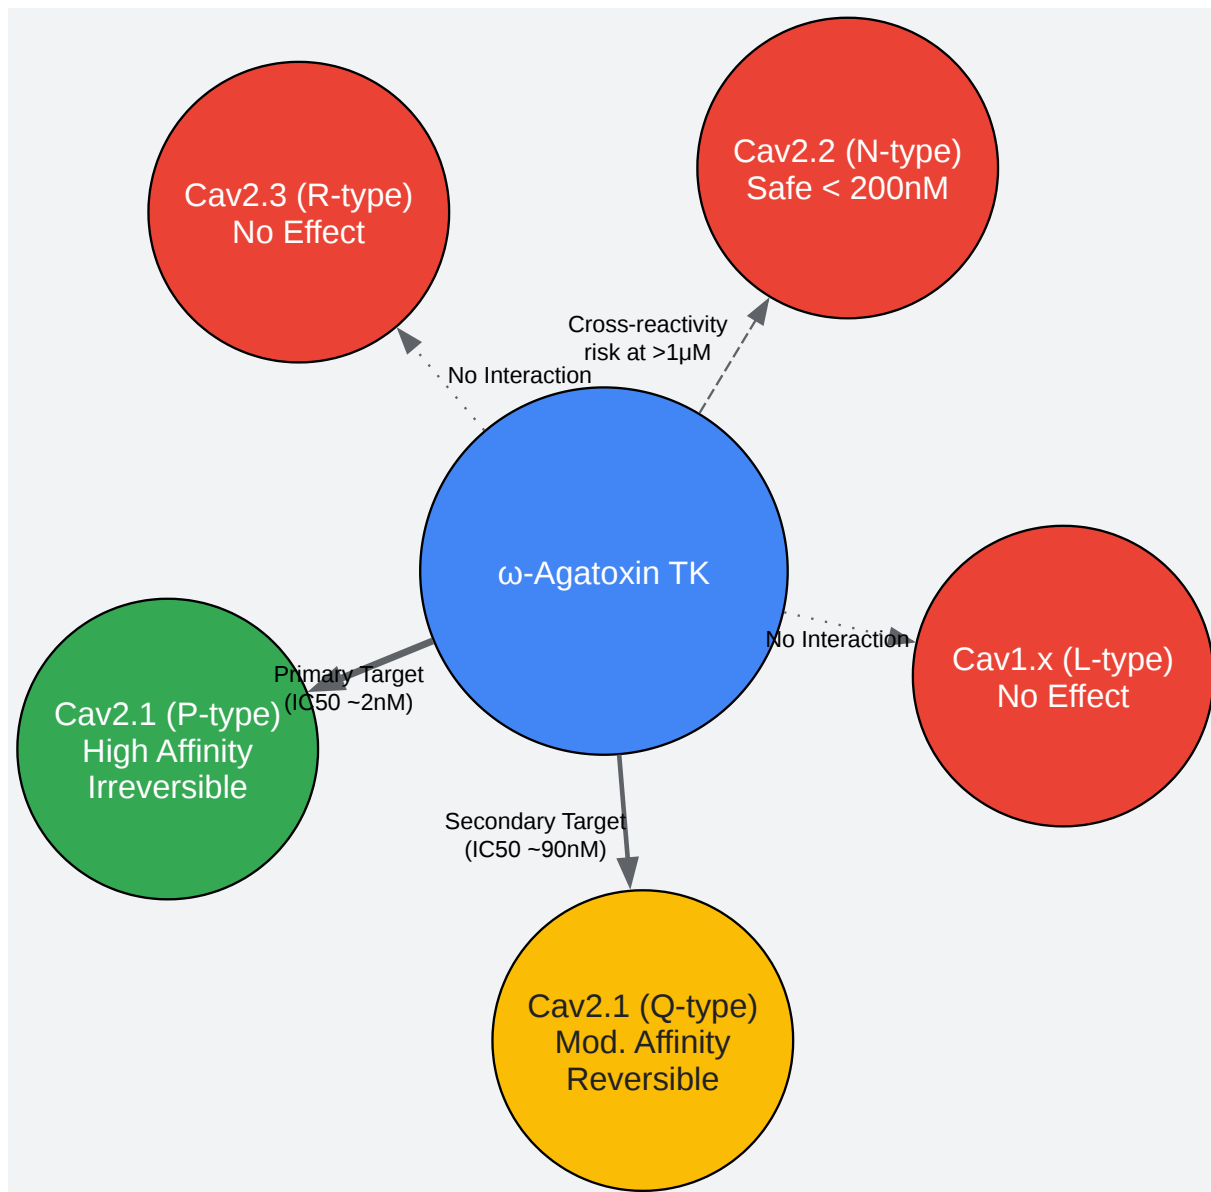 Cav2.2 (N-type)
Safe < 200nM
Cav2.3 (R-type)
No Effect
Cross-reactivity
risk at >1μM
No Interaction
ω-Agatoxin TK
No Interaction
Cav1.x (L-type)
No Effect
Primary Target
(IC50 ~2nM)
Cav2.1 (P-type)
High Affinity
Irreversible
Secondary Target
(IC50 ~90nM)
Cav2.1 (Q-type)
Mod. Affinity
Reversible